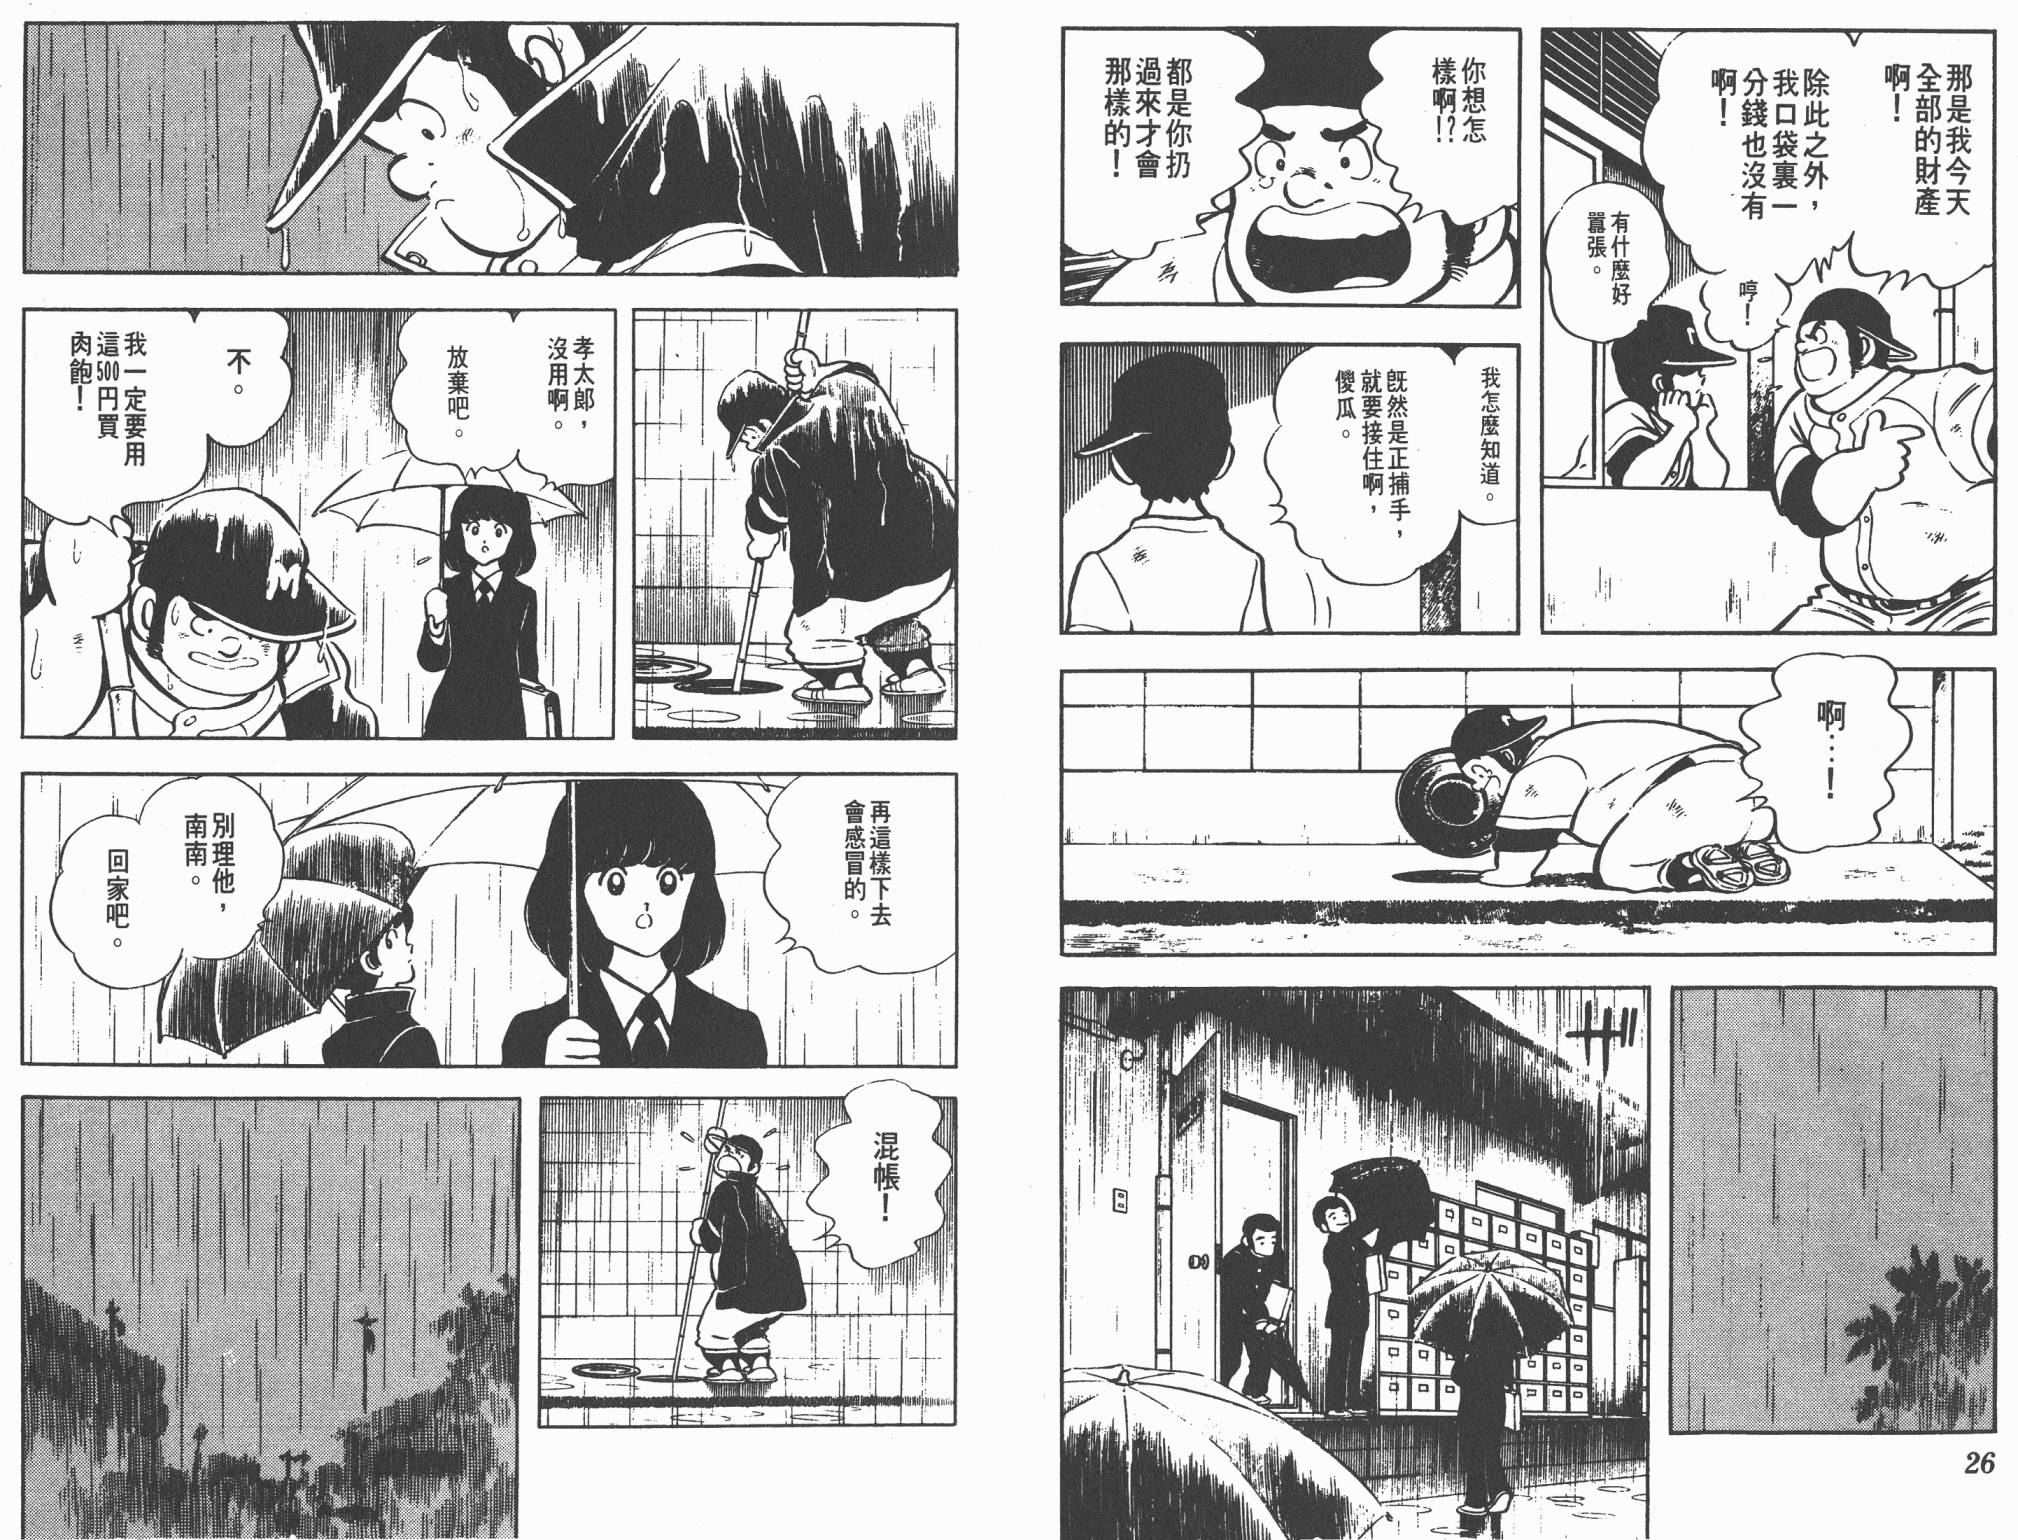 那是我今天
全部的財產
啊！
除此之外，
我口袋裏一
分錢也沒有
啊！
哼！
有什麼好
囂張。
你想怎
樣啊!?
都是你扔
過來才會
那樣的！
我怎麼知道。
既然是正捕手，
就要接住啊，
傻瓜。
啊…！
26
孝太郎，
沒用啊。
放棄吧。
不。
我一定要用
這500円買
肉飽！
M
再這樣下去
會感冒的。
別理他，
南南。
回家吧。
混帳！